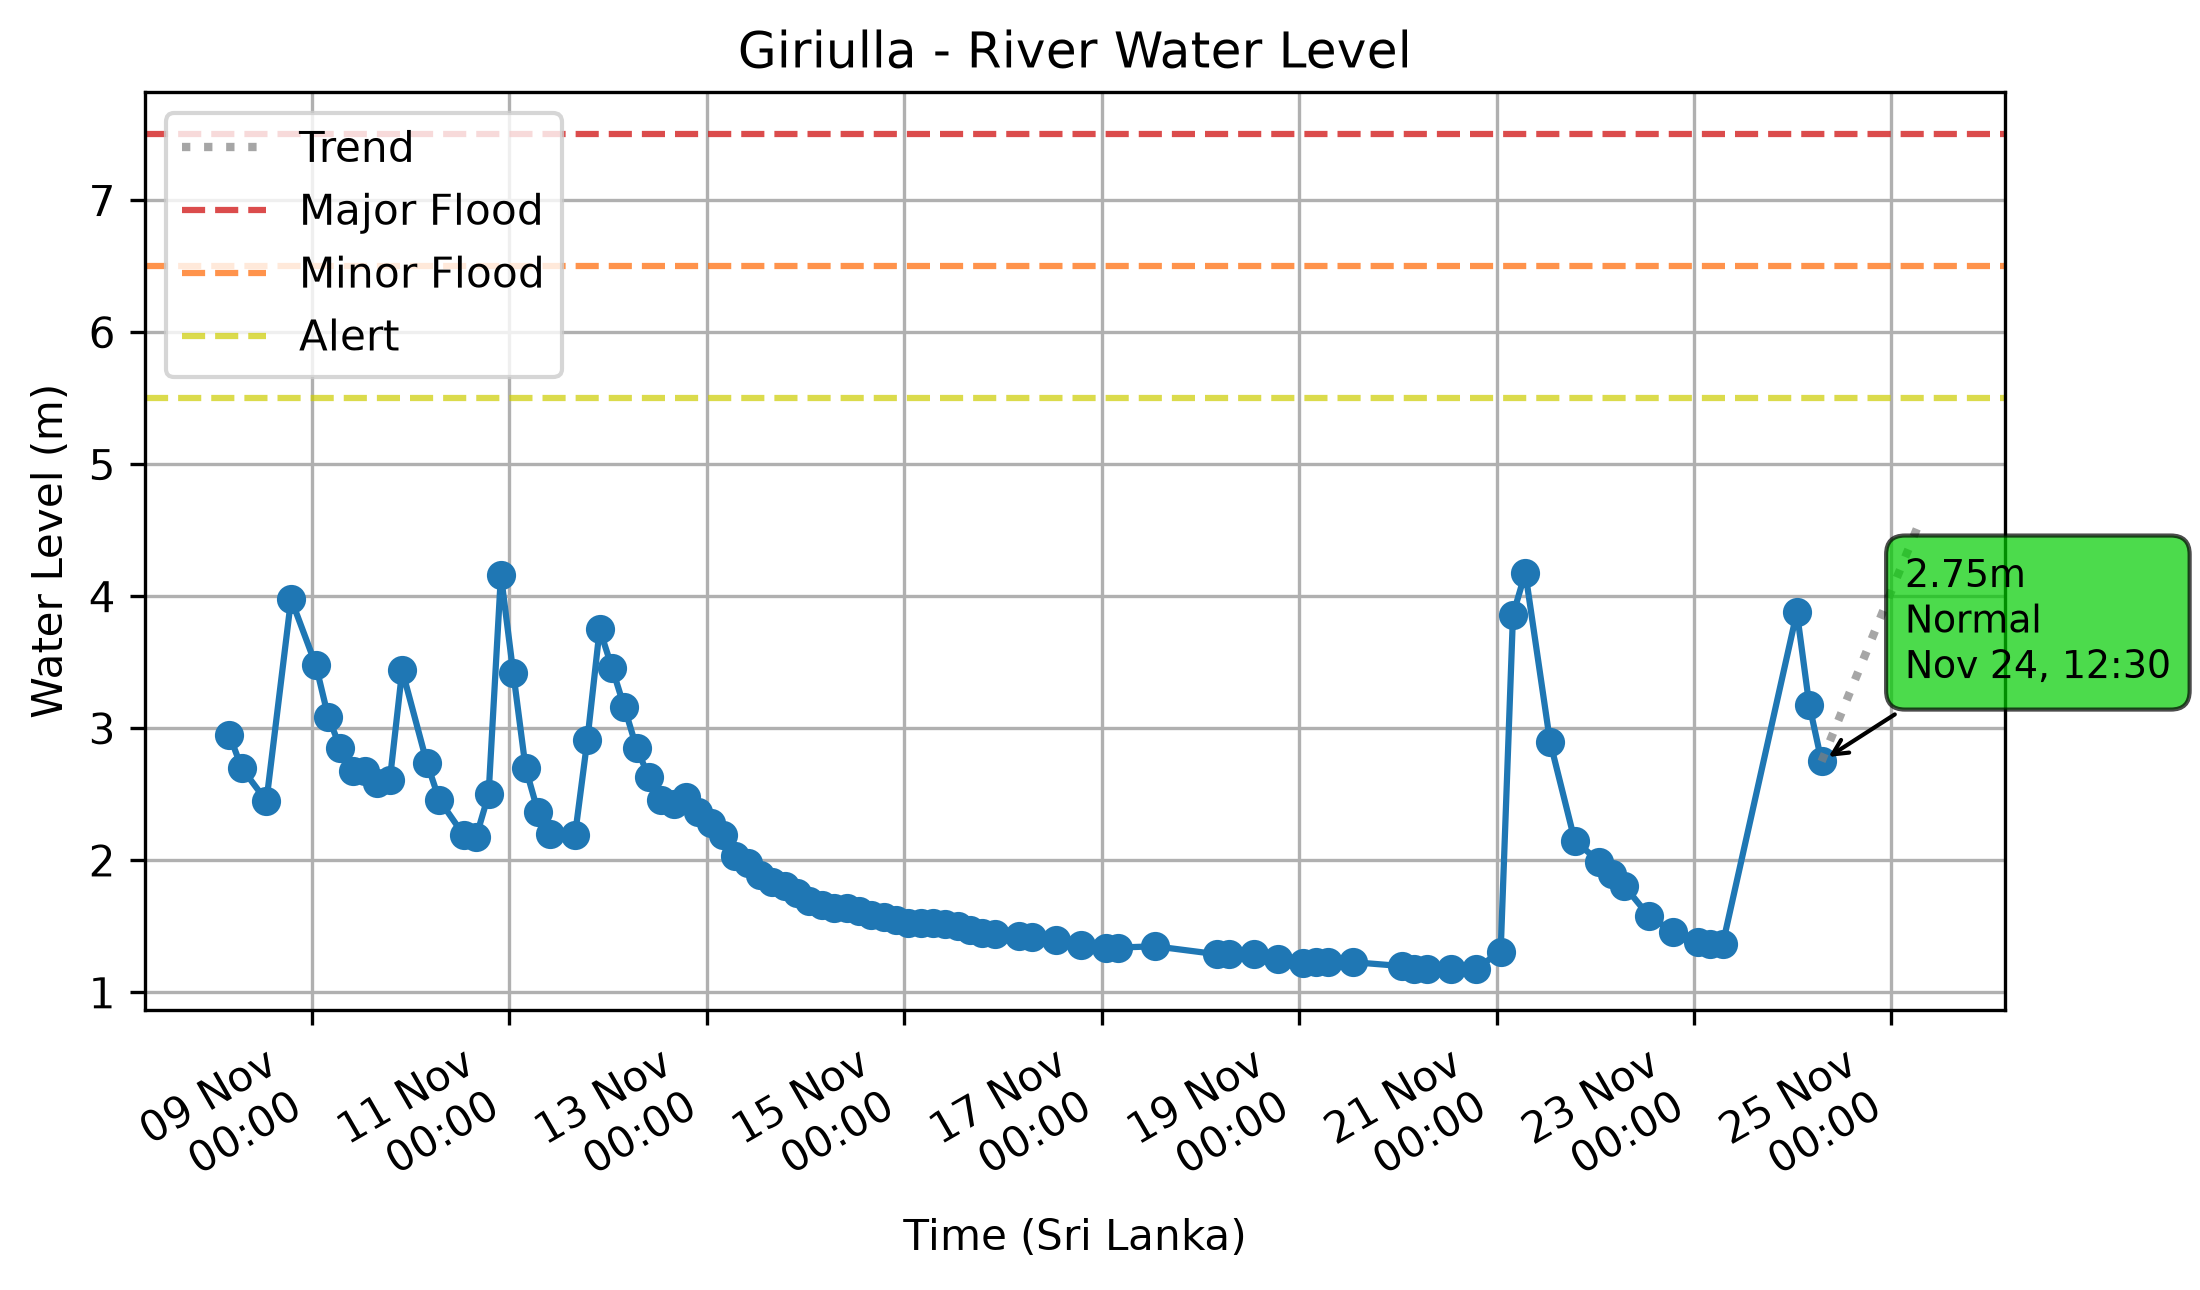 Giriulla - River Water Level
Trend
Major Flood
Minor Flood
Alert
Water Level (m)
7
6
5
4
3
2
1
2.75m
Normal
Nov 24, 12:30
09 Nov
00:00
11 Nov
00:00
13 Nov
00:00
15 Nov
00:00
17 Nov
00:00
19 Nov
00:00
21 Nov
00:00
23 Nov
00:00
25 Nov
00:00
Time (Sri Lanka)